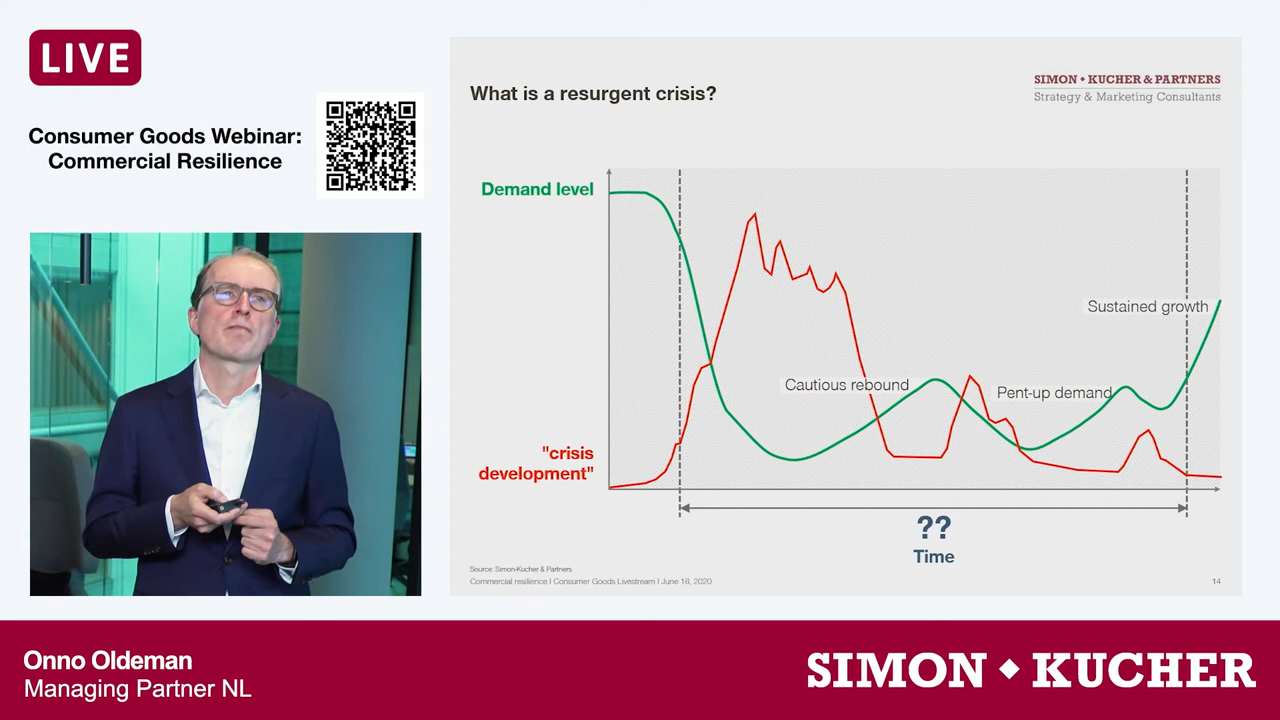 LIVE
Consumer Goods Webinar:
Commercial Resilience
What is a resurgent crisis?
SIMON • KUCHER & PARTNERS
Strategy & Marketing Consultants
Demand level
Sustained growth
Cautious rebound
Pent-up demand
"crisis
development"
??
Time
Source: Simon-Kucher & Partners
Commercial resilience I Consumer Goods Livestream I June 18, 2020
14
Onno Oldeman
Managing Partner NL
SIMON ◆ KUCHER